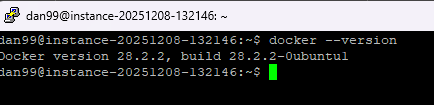 dan99@instance-20251208-132146: ~
dan99@instance-20251208-132146:~$ docker --version
Docker version 28.2.2, build 28.2.2-0ubuntu1
dan99@instance-20251208-132146:~$